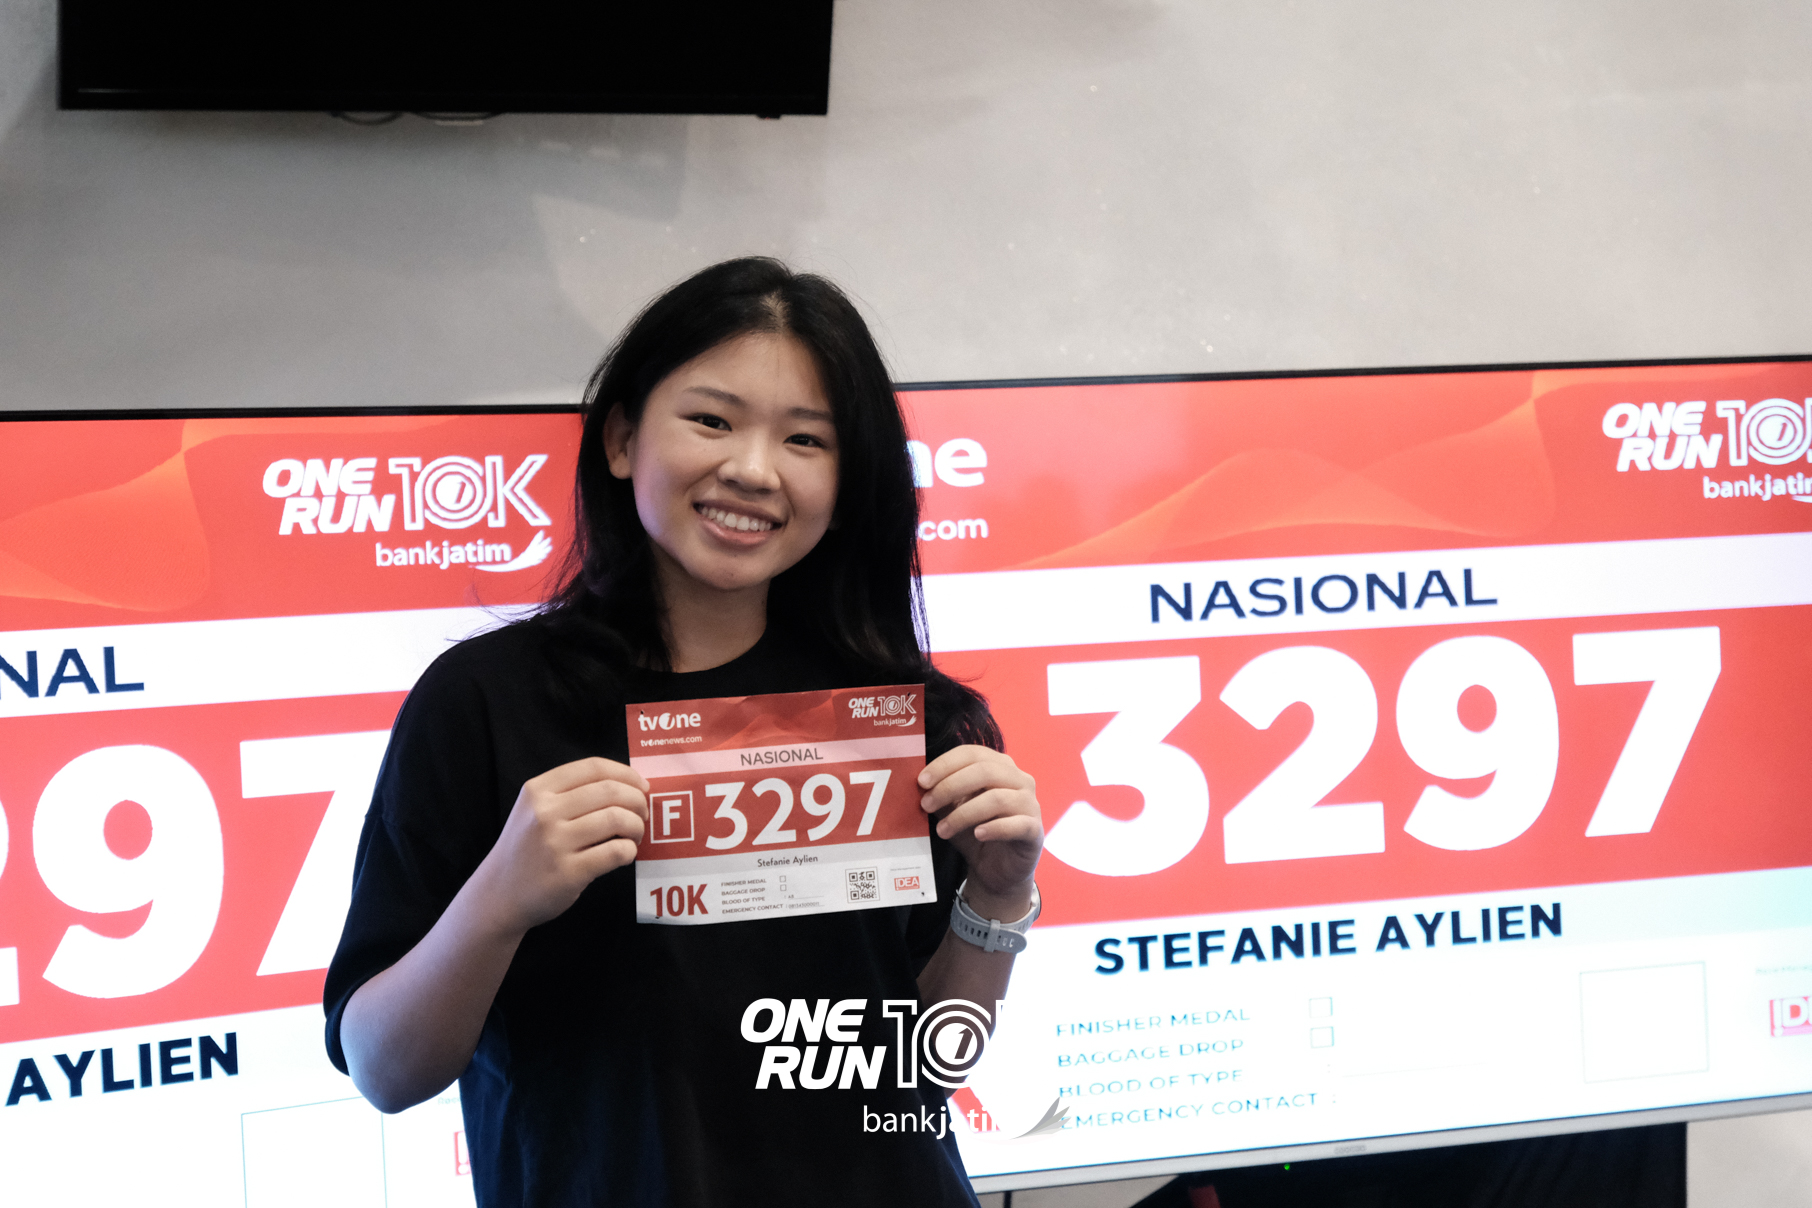 ONE
RUN 10K
bankjatim
NAL
297
AYLIEN
ne
.com
ONE
RUN
bankjatim
NASIONAL
3297
STEFANIE AYLIEN
FINISHER MEDAL
BAGGAGE DROP
BLOOD OF TYPE
EMERGENCY CONTACT :
tvOne
tvonenews.com
ONE
RUN 10K
bankjatim
NASIONAL
F 3297
Stefanie Aylien
10K
FINISHER MEDAL
BAGGAGE DROP
BLOOD OF TYPE
EMERGENCY CONTACT
IDEA
ONE
RUN 10K
bankjatim